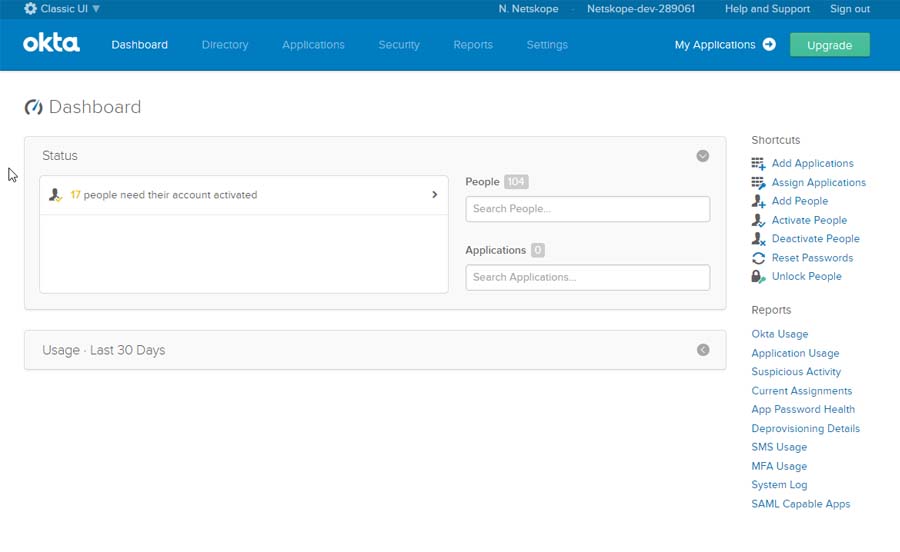 Classic UI
N. Netskope - Netskope-dev-289061 Help and Support Sign out
okta Dashboard Directory Applications Security Reports Settings My Applications Upgrade
Dashboard
Status
17 people need their account activated
People 104
Search People...
Applications 0
Search Applications...
Usage · Last 30 Days
Shortcuts
Add Applications
Assign Applications
Add People
Activate People
Deactivate People
Reset Passwords
Unlock People
Reports
Okta Usage
Application Usage
Suspicious Activity
Current Assignments
App Password Health
Deprovisioning Details
SMS Usage
MFA Usage
System Log
SAML Capable Apps